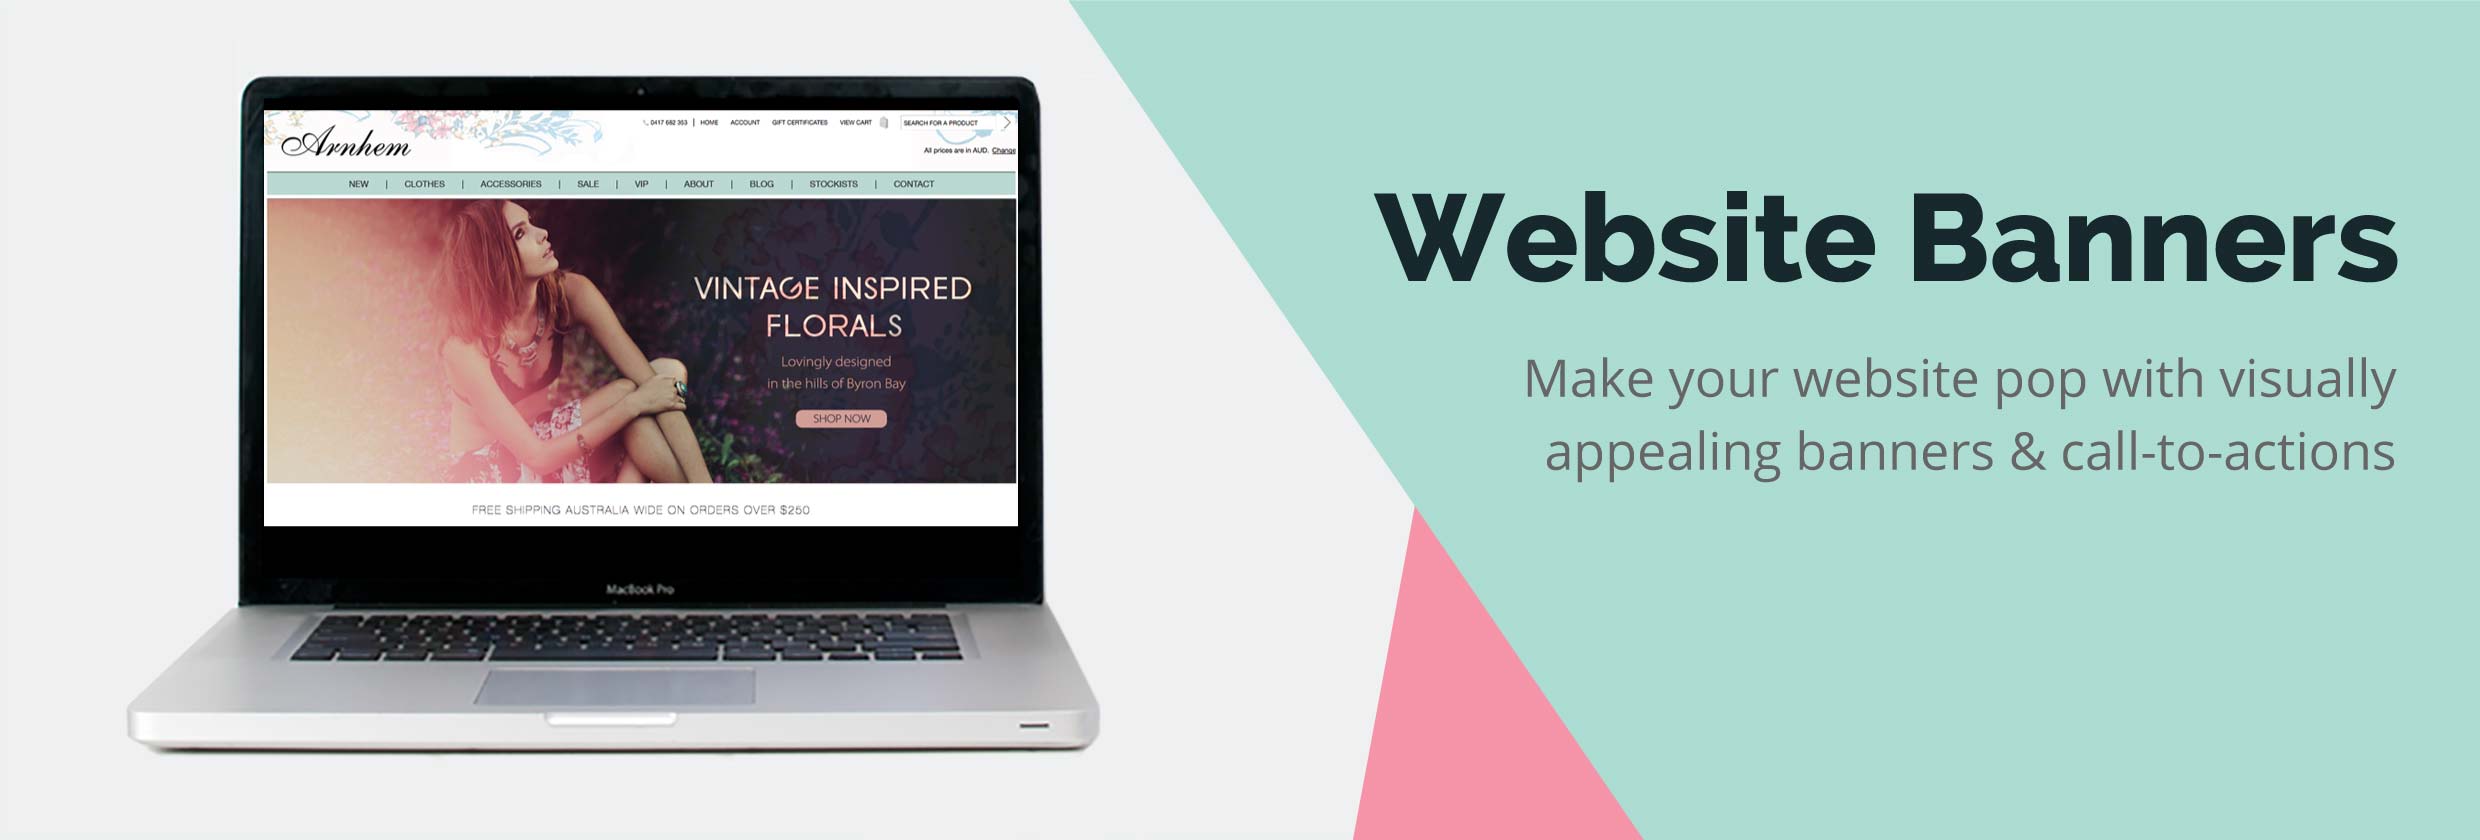 Arnhem
0417 682 353 | HOME ACCOUNT GIFT CERTIFICATES VIEW CART SEARCH FOR A PRODUCT
All prices are in AUD. Change
NEW | CLOTHES | ACCESSORIES | SALE | VIP | ABOUT | BLOG | STOCKISTS | CONTACT
VINTAGE INSPIRED
FLORALS
Lovingly designed
in the hills of Byron Bay
SHOP NOW
FREE SHIPPING AUSTRALIA WIDE ON ORDERS OVER $250
MacBook Pro
Website Banners
Make your website pop with visually
appealing banners & call-to-actions